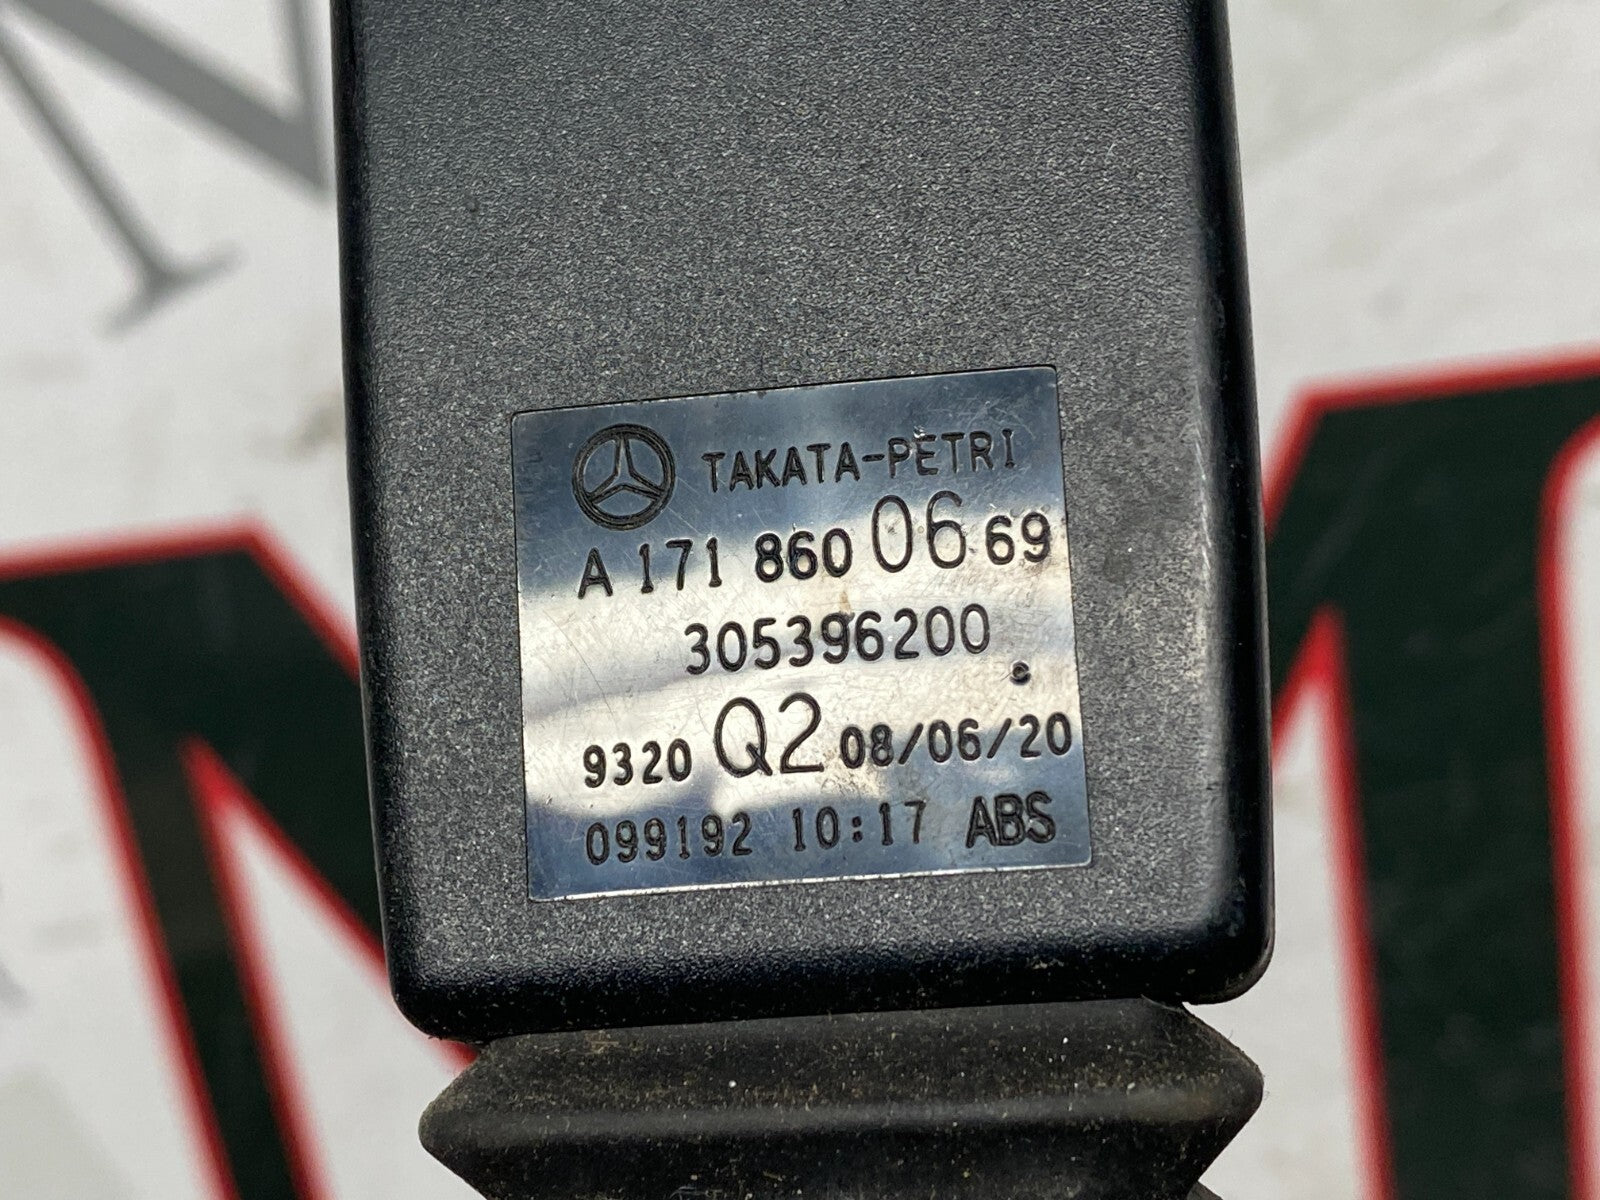 TAKATA-PETRI
A 171 860 06 69
305396200
9320 Q2 08/06/20
099192 10:17 ABS